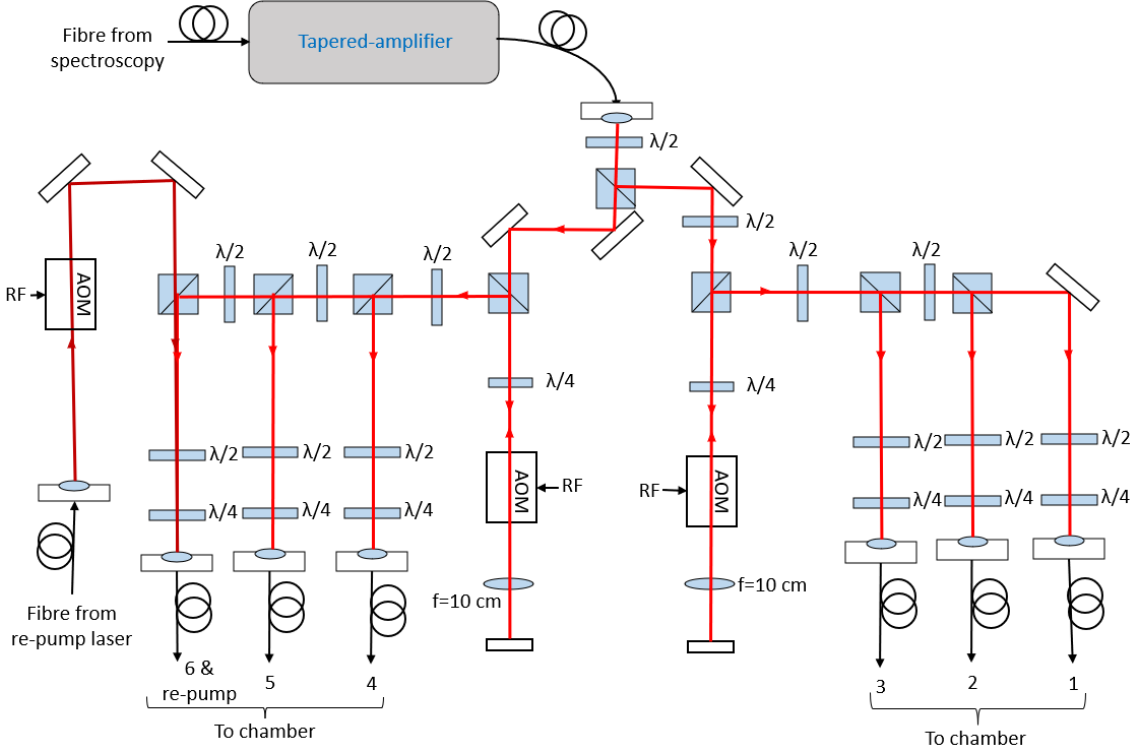 Fibre from
spectroscopy
Tapered-amplifier
λ/2
λ/2
λ/2
λ/2
λ/2
λ/2
λ/2
AOM
RF
λ/4
λ/4
λ/2
λ/2
λ/2
λ/2
λ/2
λ/2
AOM
RF
RF
AOM
λ/4
λ/4
λ/4
λ/4
λ/4
λ/4
f=10 cm
f=10 cm
Fibre from
re-pump laser
6 &
re-pump
5
4
3
2
1
To chamber
To chamber